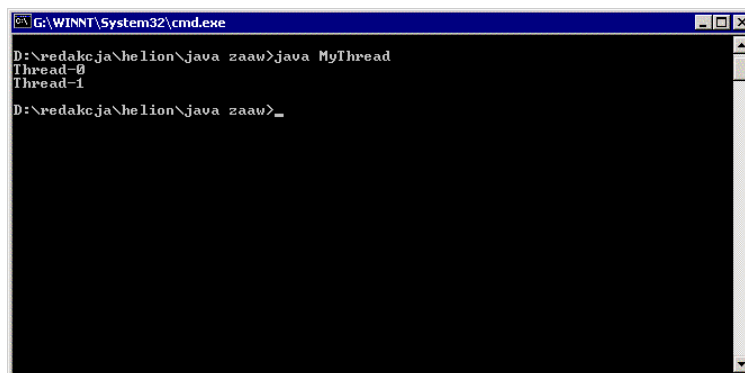 G:\WINNT\System32\cmd.exe
D:\redakcja\helion\java zaaw>java MyThread
Thread-0
Thread-1
D:\redakcja\helion\java zaaw>_